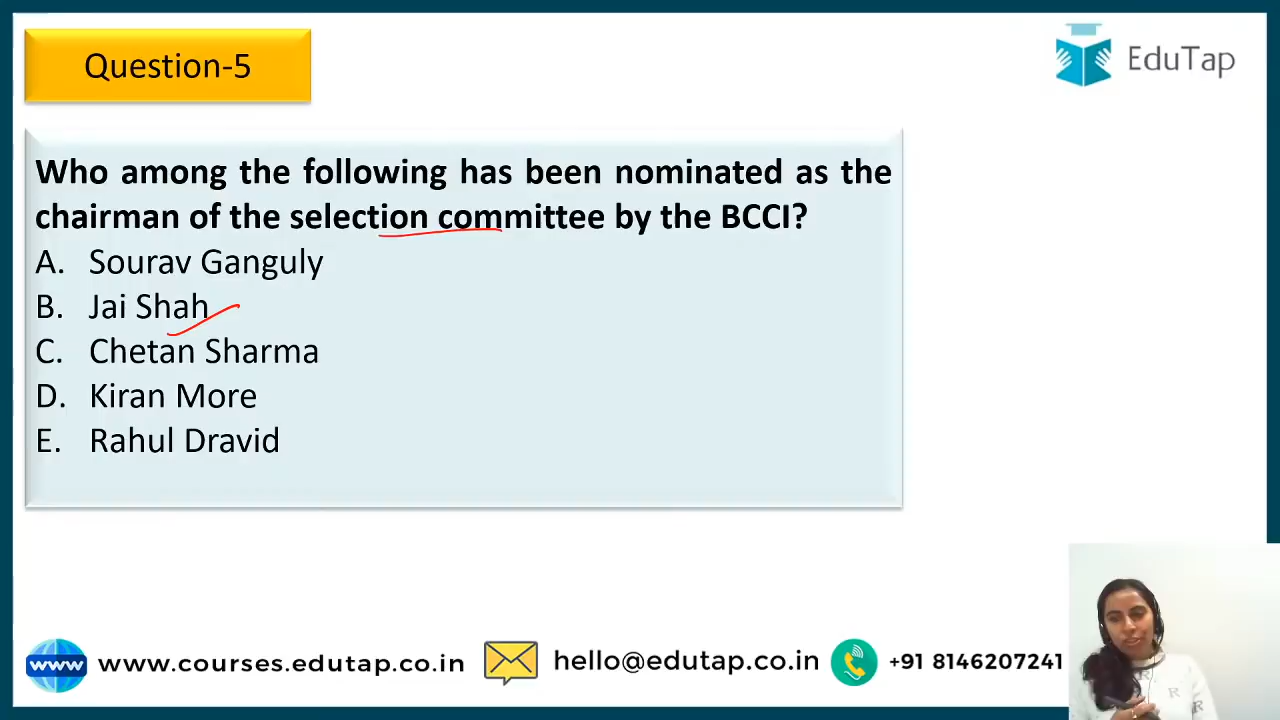 Question-5
EduTap
Who among the following has been nominated as the
chairman of the selection committee by the BCCI?
A. Sourav Ganguly
B. Jai Shah
C. Chetan Sharma
D. Kiran More
E. Rahul Dravid
www www.courses.edutap.co.in hello@edutap.co.in +91 8146207241
R
R